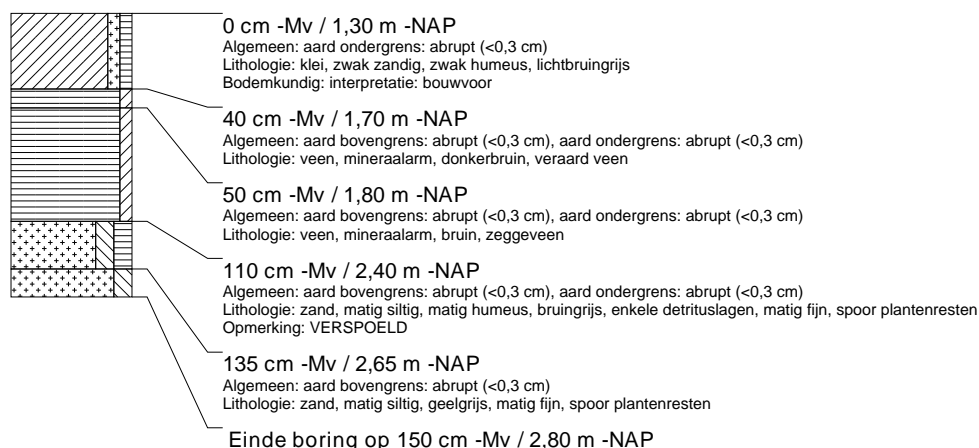 0 cm -Mv / 1,30 m -NAP
Algemeen: aard ondergrens: abrupt (<0,3 cm)
Lithologie: klei, zwak zandig, zwak humeus, lichtbruingrijs
Bodemkundig: interpretatie: bouwvoor
40 cm -Mv / 1,70 m -NAP
Algemeen: aard bovengrens: abrupt (<0,3 cm), aard ondergrens: abrupt (<0,3 cm)
Lithologie: veen, mineraalarm, donkerbruin, veraard veen
50 cm -Mv / 1,80 m -NAP
Algemeen: aard bovengrens: abrupt (<0,3 cm), aard ondergrens: abrupt (<0,3 cm)
Lithologie: veen, mineraalarm, bruin, zeggeveen
110 cm -Mv / 2,40 m -NAP
Algemeen: aard bovengrens: abrupt (<0,3 cm), aard ondergrens: abrupt (<0,3 cm)
Lithologie: zand, matig siltig, matig humeus, bruingrijs, enkele detrituslagen, matig fijn, spoor plantenresten
Opmerking: VERSPOELD
135 cm -Mv / 2,65 m -NAP
Algemeen: aard bovengrens: abrupt (<0,3 cm)
Lithologie: zand, matig siltig, geelgrijs, matig fijn, spoor plantenresten
Einde boring op 150 cm -Mv / 2,80 m -NAP